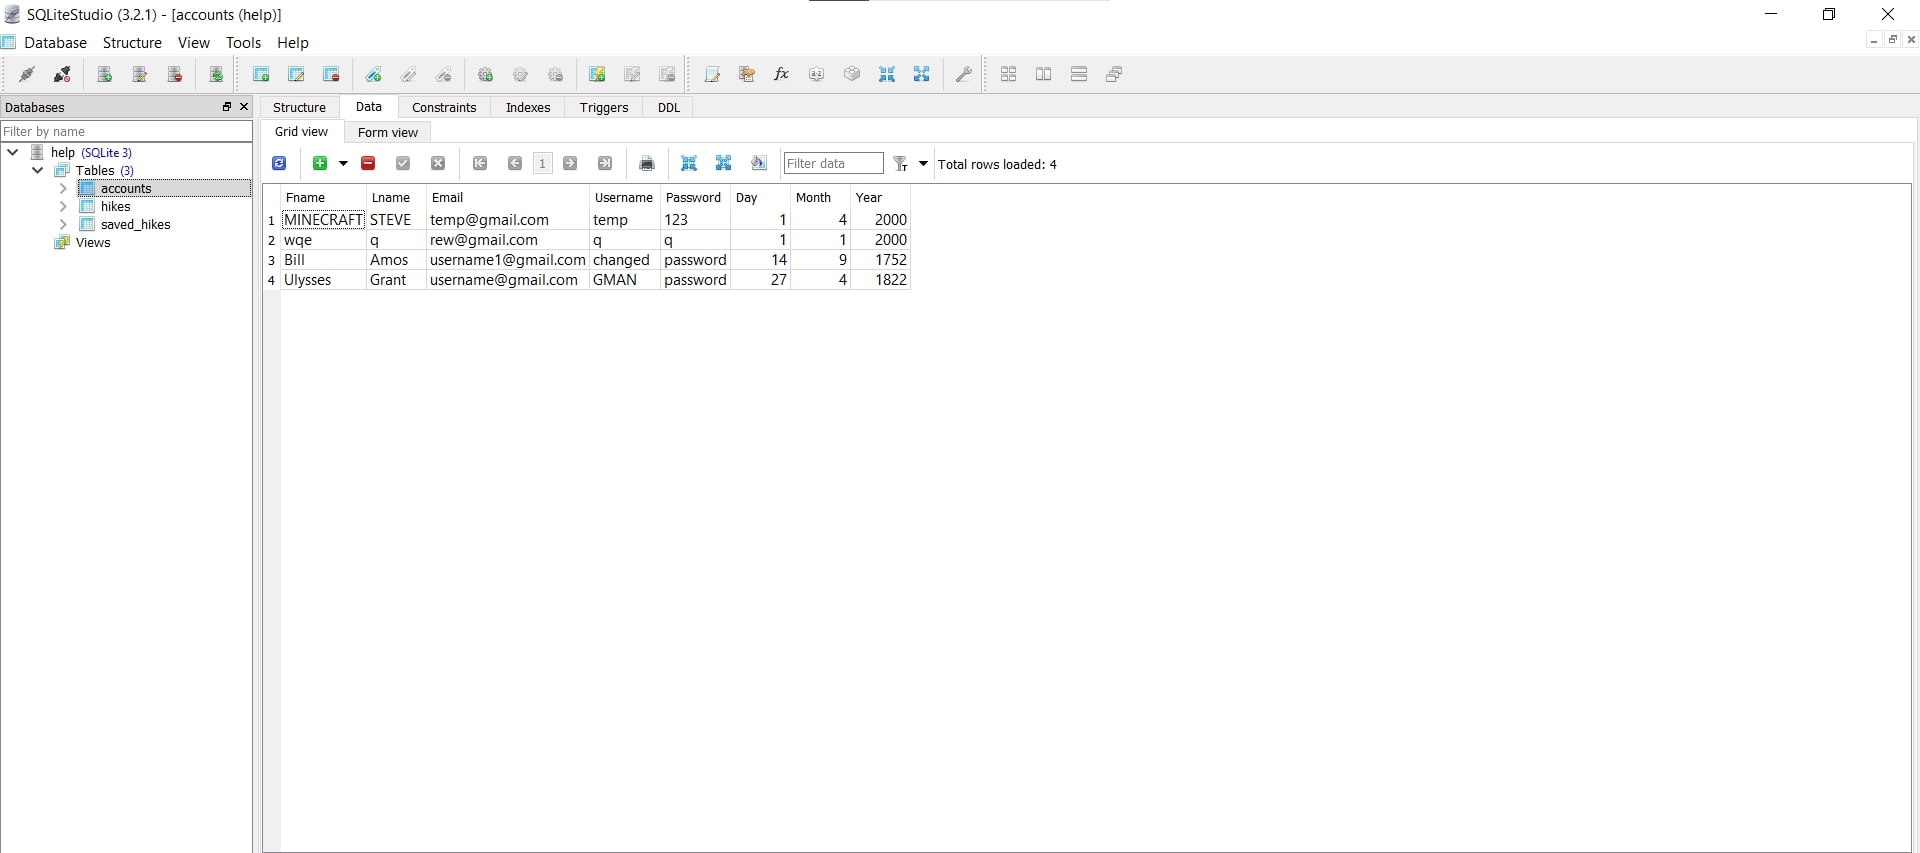 SQLiteStudio (3.2.1) - [accounts (help)]
Database Structure View Tools Help
Databases
Filter by name
help (SQLite 3)
Tables (3)
accounts
hikes
saved_hikes
Views
Structure Data Constraints Indexes Triggers DDL
Grid view Form view
1 Filter data Total rows loaded: 4
Fname Lname Email Username Password Day Month Year
1 MINECRAFT STEVE temp@gmail.com temp 123 1 4 2000
2 wqe q rew@gmail.com q q 1 1 2000
3 Bill Amos username1@gmail.com changed password 14 9 1752
4 Ulysses Grant username@gmail.com GMAN password 27 4 1822